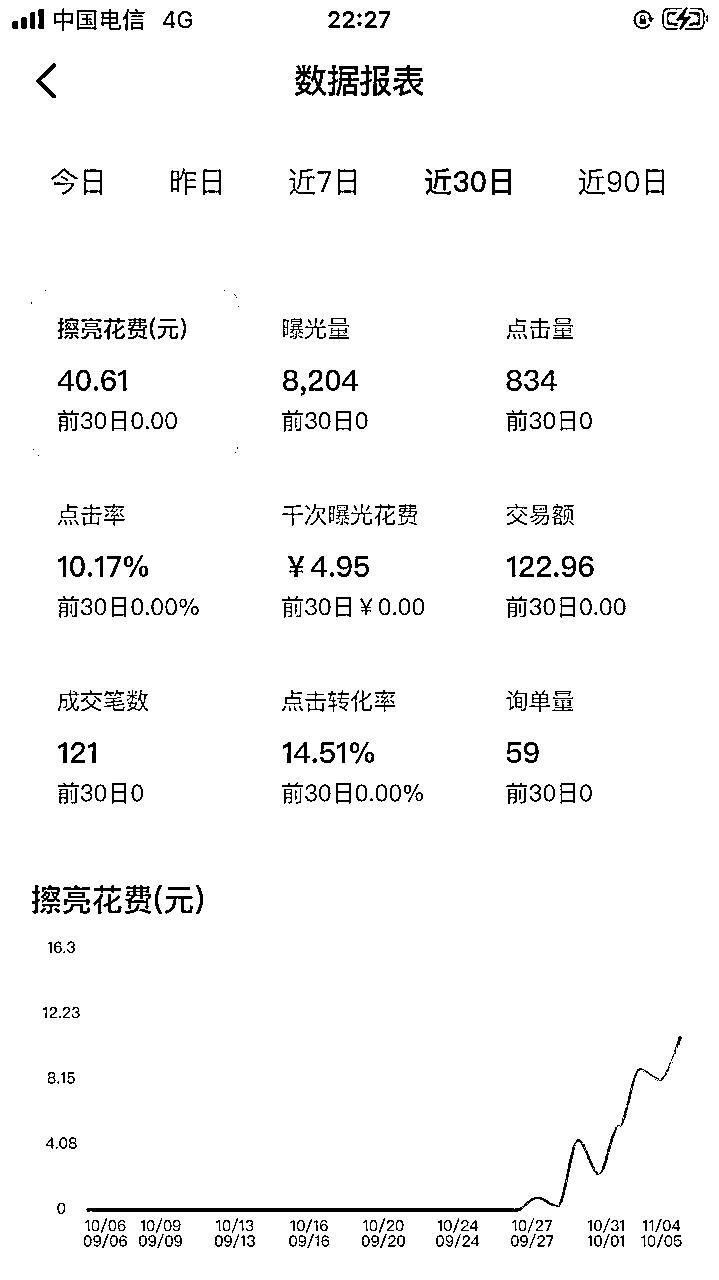 中国电信 4G 22:27
数据报表
今日 昨日 近7日 近30日 近90日
擦亮花费(元) 曝光量 点击量
40.61 8,204 834
前30日0.00 前30日0 前30日0
点击率 千次曝光花费 交易额
10.17% ¥4.95 122.96
前30日0.00% 前30日¥0.00 前30日0.00
成交笔数 点击转化率 询单量
121 14.51% 59
前30日0 前30日0.00% 前30日0
擦亮花费(元)
16.3
12.23
8.15
4.08
0
10/06 10/09 10/13 10/16 10/20 10/24 10/27 10/31 11/04
09/06 09/09 09/13 09/16 09/20 09/24 09/27 10/01 10/05